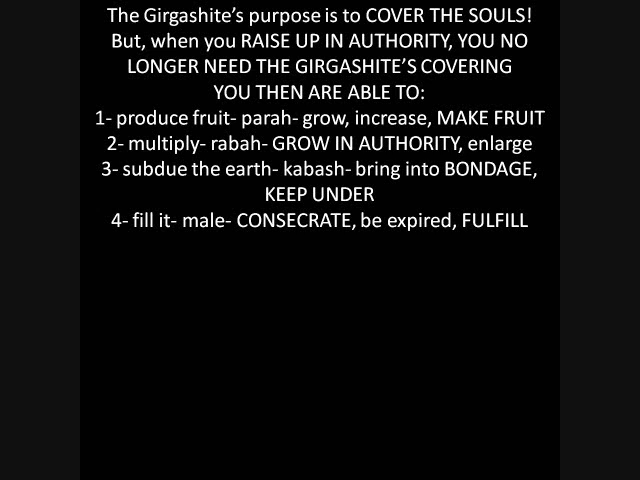 The Girgashite’s purpose is to COVER THE SOULS!
But, when you RAISE UP IN AUTHORITY, YOU NO
LONGER NEED THE GIRGASHITE’S COVERING
YOU THEN ARE ABLE TO:
1- produce fruit- parah- grow, increase, MAKE FRUIT
2- multiply- rabah- GROW IN AUTHORITY, enlarge
3- subdue the earth- kabash- bring into BONDAGE,
KEEP UNDER
4- fill it- male- CONSECRATE, be expired, FULFILL